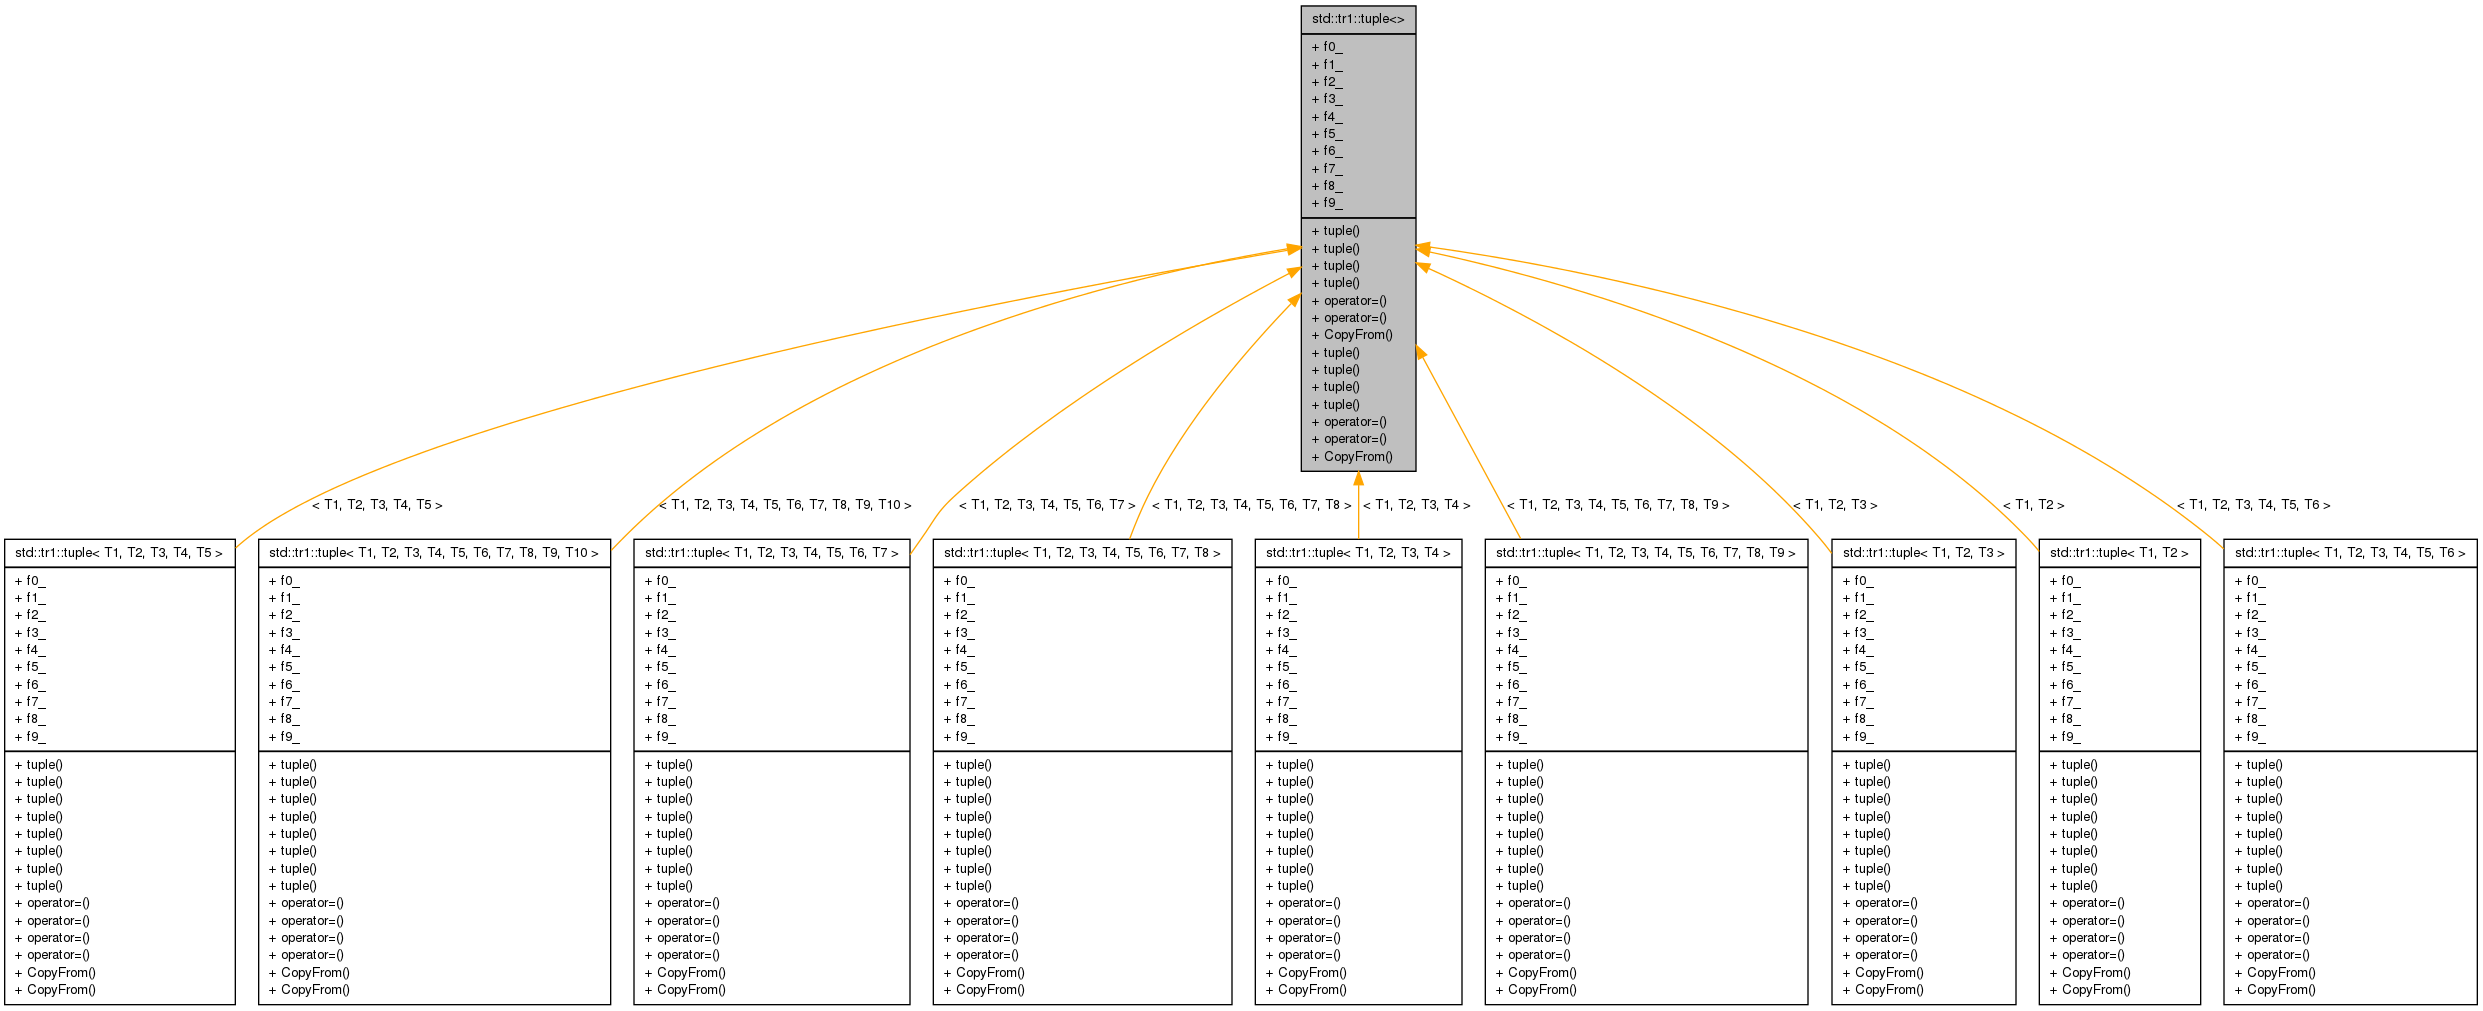 std::tr1::tuple<>
+ f0_
+ f1_
+ f2_
+ f3_
+ f4_
+ f5_
+ f6_
+ f7_
+ f8_
+ f9_
+ tuple()
+ tuple()
+ tuple()
+ tuple()
+ operator=()
+ operator=()
+ CopyFrom()
+ tuple()
+ tuple()
+ tuple()
+ tuple()
+ operator=()
+ operator=()
+ CopyFrom()
< T1, T2, T3, T4, T5 >
< T1, T2, T3, T4, T5, T6, T7, T8, T9, T10 >
< T1, T2, T3, T4, T5, T6, T7 >
< T1, T2, T3, T4, T5, T6, T7, T8 >
< T1, T2, T3, T4 >
< T1, T2, T3, T4, T5, T6, T7, T8, T9 >
< T1, T2, T3 >
< T1, T2 >
< T1, T2, T3, T4, T5, T6 >
std::tr1::tuple< T1, T2, T3, T4, T5 >
+ f0_
+ f1_
+ f2_
+ f3_
+ f4_
+ f5_
+ f6_
+ f7_
+ f8_
+ f9_
+ tuple()
+ tuple()
+ tuple()
+ tuple()
+ tuple()
+ tuple()
+ tuple()
+ tuple()
+ operator=()
+ operator=()
+ operator=()
+ operator=()
+ CopyFrom()
+ CopyFrom()
std::tr1::tuple< T1, T2, T3, T4, T5, T6, T7, T8, T9, T10 >
+ f0_
+ f1_
+ f2_
+ f3_
+ f4_
+ f5_
+ f6_
+ f7_
+ f8_
+ f9_
+ tuple()
+ tuple()
+ tuple()
+ tuple()
+ tuple()
+ tuple()
+ tuple()
+ tuple()
+ operator=()
+ operator=()
+ operator=()
+ operator=()
+ CopyFrom()
+ CopyFrom()
std::tr1::tuple< T1, T2, T3, T4, T5, T6, T7 >
+ f0_
+ f1_
+ f2_
+ f3_
+ f4_
+ f5_
+ f6_
+ f7_
+ f8_
+ f9_
+ tuple()
+ tuple()
+ tuple()
+ tuple()
+ tuple()
+ tuple()
+ tuple()
+ tuple()
+ operator=()
+ operator=()
+ operator=()
+ operator=()
+ CopyFrom()
+ CopyFrom()
std::tr1::tuple< T1, T2, T3, T4, T5, T6, T7, T8 >
+ f0_
+ f1_
+ f2_
+ f3_
+ f4_
+ f5_
+ f6_
+ f7_
+ f8_
+ f9_
+ tuple()
+ tuple()
+ tuple()
+ tuple()
+ tuple()
+ tuple()
+ tuple()
+ tuple()
+ operator=()
+ operator=()
+ operator=()
+ operator=()
+ CopyFrom()
+ CopyFrom()
std::tr1::tuple< T1, T2, T3, T4 >
+ f0_
+ f1_
+ f2_
+ f3_
+ f4_
+ f5_
+ f6_
+ f7_
+ f8_
+ f9_
+ tuple()
+ tuple()
+ tuple()
+ tuple()
+ tuple()
+ tuple()
+ tuple()
+ tuple()
+ operator=()
+ operator=()
+ operator=()
+ operator=()
+ CopyFrom()
+ CopyFrom()
std::tr1::tuple< T1, T2, T3, T4, T5, T6, T7, T8, T9 >
+ f0_
+ f1_
+ f2_
+ f3_
+ f4_
+ f5_
+ f6_
+ f7_
+ f8_
+ f9_
+ tuple()
+ tuple()
+ tuple()
+ tuple()
+ tuple()
+ tuple()
+ tuple()
+ tuple()
+ operator=()
+ operator=()
+ operator=()
+ operator=()
+ CopyFrom()
+ CopyFrom()
std::tr1::tuple< T1, T2, T3 >
+ f0_
+ f1_
+ f2_
+ f3_
+ f4_
+ f5_
+ f6_
+ f7_
+ f8_
+ f9_
+ tuple()
+ tuple()
+ tuple()
+ tuple()
+ tuple()
+ tuple()
+ tuple()
+ tuple()
+ operator=()
+ operator=()
+ operator=()
+ operator=()
+ CopyFrom()
+ CopyFrom()
std::tr1::tuple< T1, T2 >
+ f0_
+ f1_
+ f2_
+ f3_
+ f4_
+ f5_
+ f6_
+ f7_
+ f8_
+ f9_
+ tuple()
+ tuple()
+ tuple()
+ tuple()
+ tuple()
+ tuple()
+ tuple()
+ tuple()
+ operator=()
+ operator=()
+ operator=()
+ operator=()
+ CopyFrom()
+ CopyFrom()
std::tr1::tuple< T1, T2, T3, T4, T5, T6 >
+ f0_
+ f1_
+ f2_
+ f3_
+ f4_
+ f5_
+ f6_
+ f7_
+ f8_
+ f9_
+ tuple()
+ tuple()
+ tuple()
+ tuple()
+ tuple()
+ tuple()
+ tuple()
+ tuple()
+ operator=()
+ operator=()
+ operator=()
+ operator=()
+ CopyFrom()
+ CopyFrom()